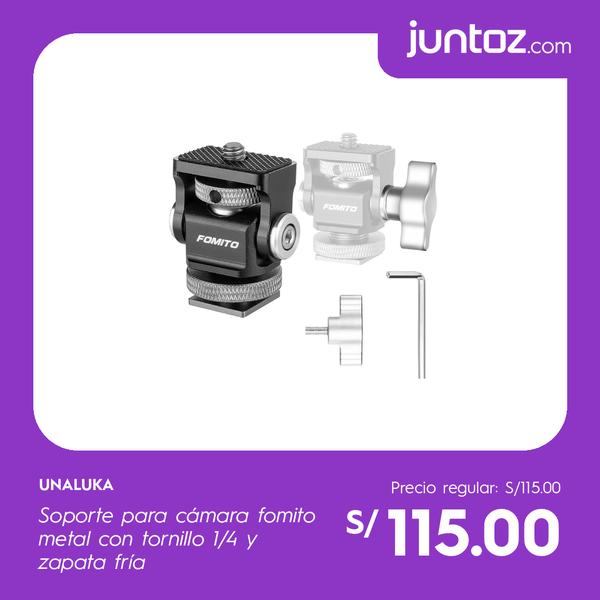 juntoz.com
FOMITO
FOMITO
UNALUKA
Soporte para cámara fomito
metal con tornillo 1/4 y
zapata fría
Precio regular: S/115.00
S/ 115.00